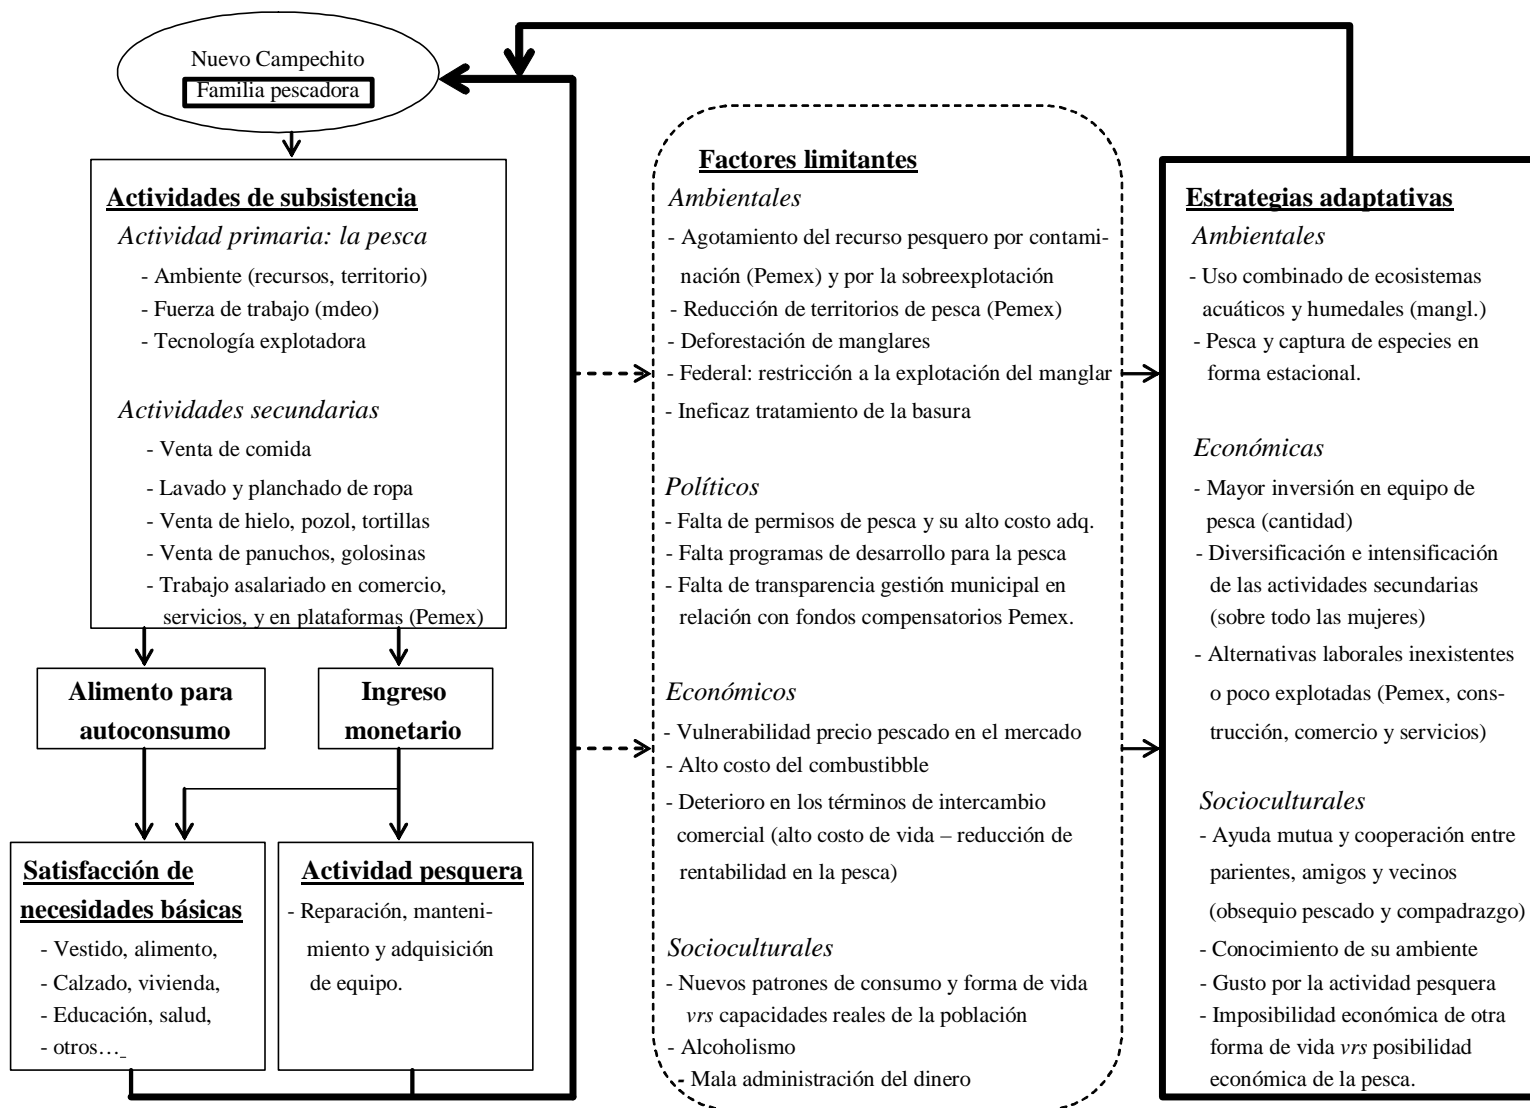 Nuevo Campechito
Familia pescadora
Actividades de subsistencia
Actividad primaria: la pesca
- Ambiente (recursos, territorio)
- Fuerza de trabajo (mdeo)
- Tecnología explotadora
Actividades secundarias
- Venta de comida
- Lavado y planchado de ropa
- Venta de hielo, pozol, tortillas
- Venta de panuchos, golosinas
- Trabajo asalariado en comercio,
servicios, y en plataformas (Pemex)
Alimento para
autoconsumo
Ingreso
monetario
Satisfacción de
necesidades básicas
- Vestido, alimento,
- Calzado, vivienda,
- Educación, salud,
- otros…
Actividad pesquera
- Reparación, manteni-
miento y adquisición
de equipo.
Factores limitantes
Ambientales
- Agotamiento del recurso pesquero por contami-
nación (Pemex) y por la sobreexplotación
- Reducción de territorios de pesca (Pemex)
- Deforestación de manglares
- Federal: restricción a la explotación del manglar
- Ineficaz tratamiento de la basura
Políticos
- Falta de permisos de pesca y su alto costo adq.
- Falta programas de desarrollo para la pesca
- Falta de transparencia gestión municipal en
relación con fondos compensatorios Pemex.
Económicos
- Vulnerabilidad precio pescado en el mercado
- Alto costo del combustibble
- Deterioro en los términos de intercambio
comercial (alto costo de vida – reducción de
rentabilidad en la pesca)
Socioculturales
- Nuevos patrones de consumo y forma de vida
vrs capacidades reales de la población
- Alcoholismo
- Mala administración del dinero
Estrategias adaptativas
Ambientales
- Uso combinado de ecosistemas
acuáticos y humedales (mangl.)
- Pesca y captura de especies en
forma estacional.
Económicas
- Mayor inversión en equipo de
pesca (cantidad)
- Diversificación e intensificación
de las actividades secundarias
(sobre todo las mujeres)
- Alternativas laborales inexistentes
o poco explotadas (Pemex, cons-
trucción, comercio y servicios)
Socioculturales
- Ayuda mutua y cooperación entre
parientes, amigos y vecinos
(obsequio pescado y compadrazgo)
- Conocimiento de su ambiente
- Gusto por la actividad pesquera
- Imposibilidad económica de otra
forma de vida vrs posibilidad
económica de la pesca.